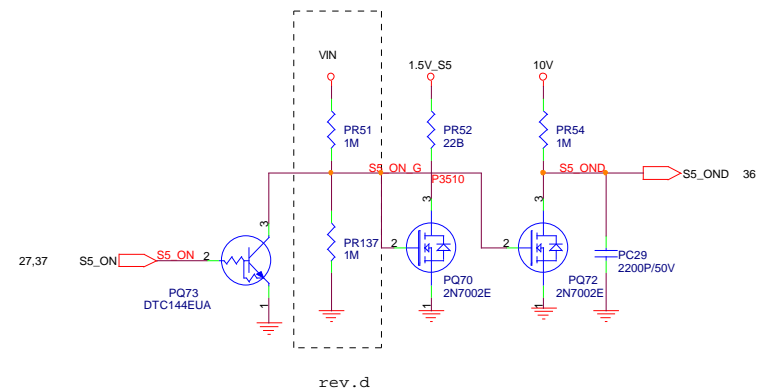 VIN
1.5V_S5
10V
PR51
1M
PR52
22B
PR54
1M
S5_ON_G
P3510
S5_OND
S5_OND 36
3
3
3
27,37 S5_ON
S5_ON
2
PR137
1M
2
2
PC29
2200P/50V
PQ73
DTC144EUA
1
PQ70
2N7002E
1
PQ72
2N7002E
1
rev.d